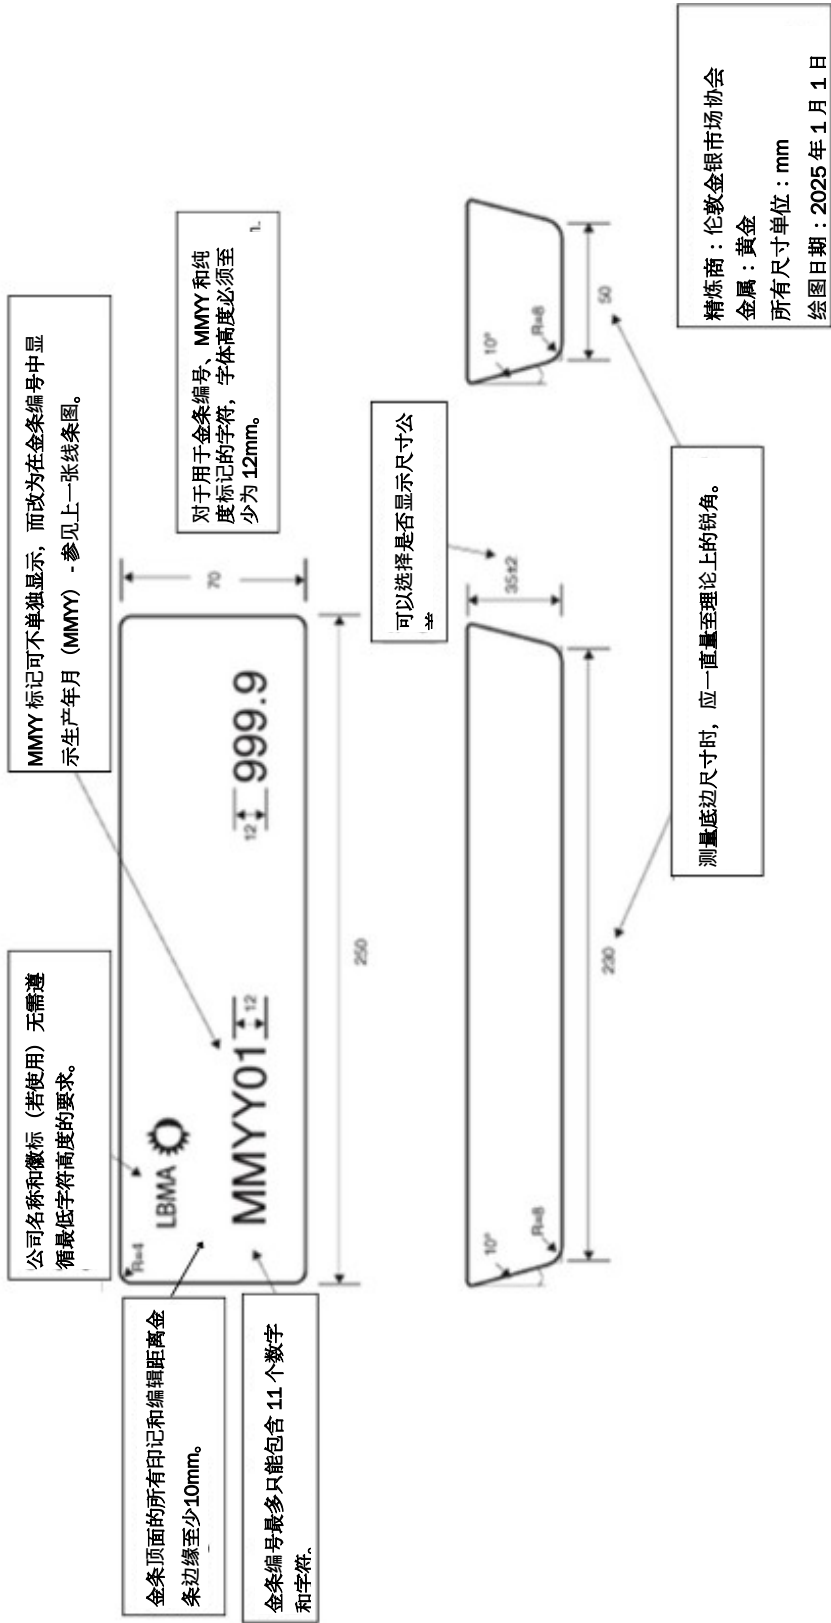 公司名称和徽标（若使用）无需遵
循最低字符高度的要求。
MMYY 标记可不单独显示，而改为在金条编号中显
示生产年月（MMYY） - 参见上一张线条图。
金条顶面的所有印记和编辑距离金
条边缘至少10mm。
金条编号最多只能包含 11 个数字
和字符。
R=4
LBMA
MMYY01
12
12
999.9
250
70
对于用于金条编号、MMYY 和纯
度标记的字符，字体高度必须至
少为 12mm。
可以选择是否显示尺寸公
10°
R=8
230
35±2
10°
R=8
50
测量底边尺寸时，应一直量至理论上的锐角。
精炼商：伦敦金银市场协会
金属：黄金
所有尺寸单位：mm
绘图日期：2025 年 1 月 1 日